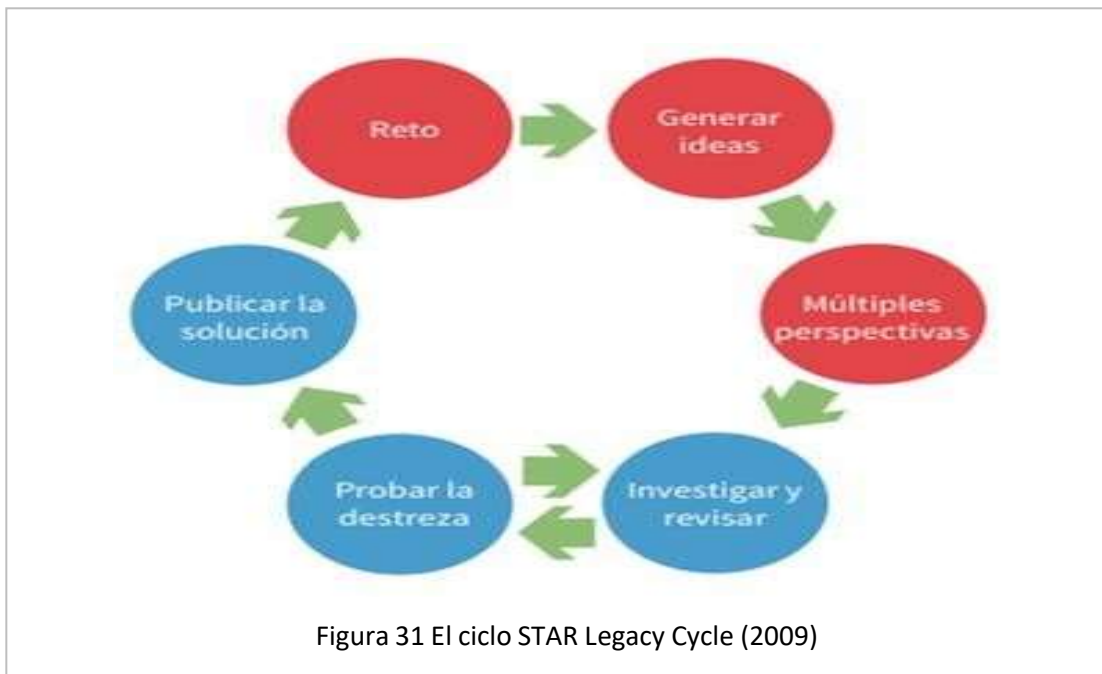 Reto
Generar
ideas
Múltiples
perspectivas
Investigar y
revisar
Probar la
destreza
Publicar la
solución
Figura 31 El ciclo STAR Legacy Cycle (2009)